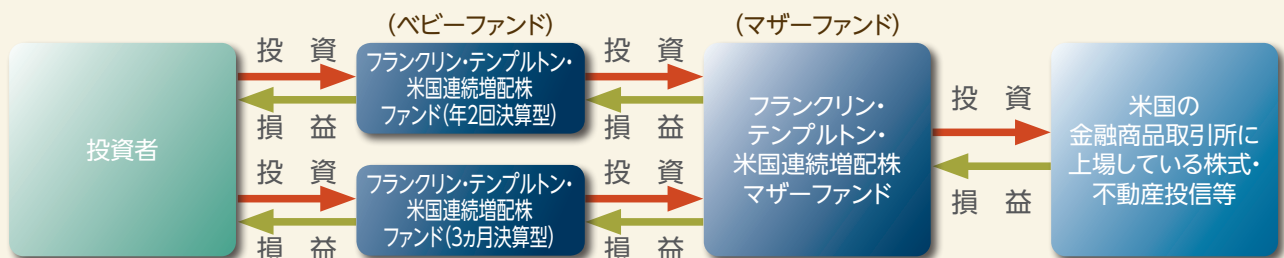 (ベビーファンド)
(マザーファンド)
投資者
投 資
損 益
フランクリン・テンプルトン・
米国連続増配株
ファンド(年2回決算型)
投 資
損 益
投 資
損 益
フランクリン・テンプルトン・
米国連続増配株
ファンド(3ヵ月決算型)
投 資
損 益
フランクリン・
テンプルトン・
米国連続増配株
マザーファンド
投 資
損 益
米国の
金融商品取引所に
上場している株式・
不動産投信等